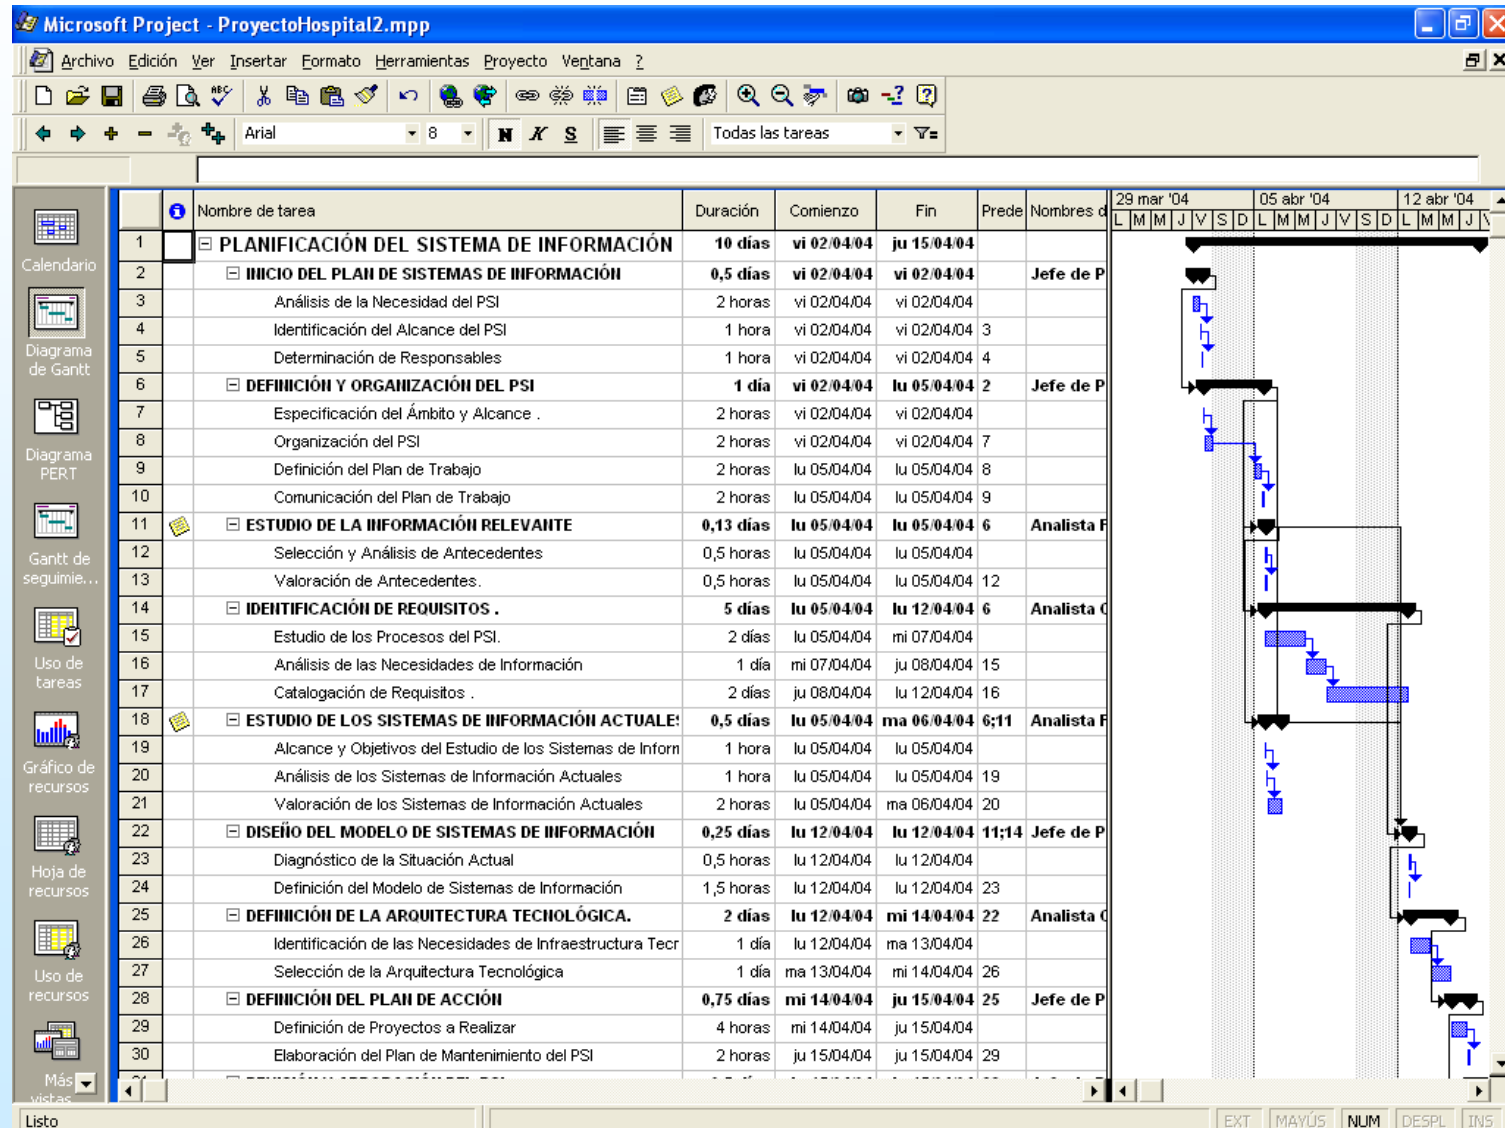 Microsoft Project - ProyectoHospital2.mpp
Archivo Edición Ver Insertar Formato Herramientas Proyecto Ventana ?
Arial 8 N K S Todas las tareas
Nombre de tarea Duración Comienzo Fin Prede Nombres d 29 mar '04 05 abr '04 12 abr '04
L M M J V S D L M M J V S D L M M J V
1 PLANIFICACIÓN DEL SISTEMA DE INFORMACIÓN 10 días vi 02/04/04 ju 15/04/04
2 INICIO DEL PLAN DE SISTEMAS DE INFORMACIÓN 0,5 días vi 02/04/04 vi 02/04/04 Jefe de P
3 Análisis de la Necesidad del PSI 2 horas vi 02/04/04 vi 02/04/04
4 Identificación del Alcance del PSI 1 hora vi 02/04/04 vi 02/04/04 3
5 Determinación de Responsables 1 hora vi 02/04/04 vi 02/04/04 4
6 DEFINICIÓN Y ORGANIZACIÓN DEL PSI 1 día vi 02/04/04 lu 05/04/04 2 Jefe de P
7 Especificación del Ámbito y Alcance . 2 horas vi 02/04/04 vi 02/04/04
8 Organización del PSI 2 horas vi 02/04/04 vi 02/04/04 7
9 Definición del Plan de Trabajo 2 horas lu 05/04/04 lu 05/04/04 8
10 Comunicación del Plan de Trabajo 2 horas lu 05/04/04 lu 05/04/04 9
11 ESTUDIO DE LA INFORMACIÓN RELEVANTE 0,13 días lu 05/04/04 lu 05/04/04 6 Analista F
12 Selección y Análisis de Antecedentes 0,5 horas lu 05/04/04 lu 05/04/04
13 Valoración de Antecedentes. 0,5 horas lu 05/04/04 lu 05/04/04 12
14 IDENTIFICACIÓN DE REQUISITOS . 5 días lu 05/04/04 lu 12/04/04 6 Analista C
15 Estudio de los Procesos del PSI. 2 días lu 05/04/04 mi 07/04/04
16 Análisis de las Necesidades de Información 1 día mi 07/04/04 ju 08/04/04 15
17 Catalogación de Requisitos . 2 días ju 08/04/04 lu 12/04/04 16
18 ESTUDIO DE LOS SISTEMAS DE INFORMACIÓN ACTUALES 0,5 días lu 05/04/04 ma 06/04/04 6;11 Analista F
19 Alcance y Objetivos del Estudio de los Sistemas de Inforn 1 hora lu 05/04/04 lu 05/04/04
20 Análisis de los Sistemas de Información Actuales 1 hora lu 05/04/04 lu 05/04/04 19
21 Valoración de los Sistemas de Información Actuales 2 horas lu 05/04/04 ma 06/04/04 20
22 DISEÑO DEL MODELO DE SISTEMAS DE INFORMACIÓN 0,25 días lu 12/04/04 lu 12/04/04 11;14 Jefe de P
23 Diagnóstico de la Situación Actual 0,5 horas lu 12/04/04 lu 12/04/04
24 Definición del Modelo de Sistemas de Información 1,5 horas lu 12/04/04 lu 12/04/04 23
25 DEFINICIÓN DE LA ARQUITECTURA TECNOLÓGICA. 2 días lu 12/04/04 mi 14/04/04 22 Analista C
26 Identificación de las Necesidades de Infraestructura Tecr 1 día lu 12/04/04 ma 13/04/04
27 Selección de la Arquitectura Tecnológica 1 día ma 13/04/04 mi 14/04/04 26
28 DEFINICIÓN DEL PLAN DE ACCIÓN 0,75 días mi 14/04/04 ju 15/04/04 25 Jefe de P
29 Definición de Proyectos a Realizar 4 horas mi 14/04/04 ju 15/04/04
30 Elaboración del Plan de Mantenimiento del PSI 2 horas ju 15/04/04 ju 15/04/04 29
Calendario
Diagrama
de Gantt
Diagrama
PERT
Gantt de
seguimie...
Uso de
tareas
Gráfico de
recursos
Hoja de
recursos
Uso de
recursos
Más
vistas
Listo EXT MAYÚS NUM DESPL INS